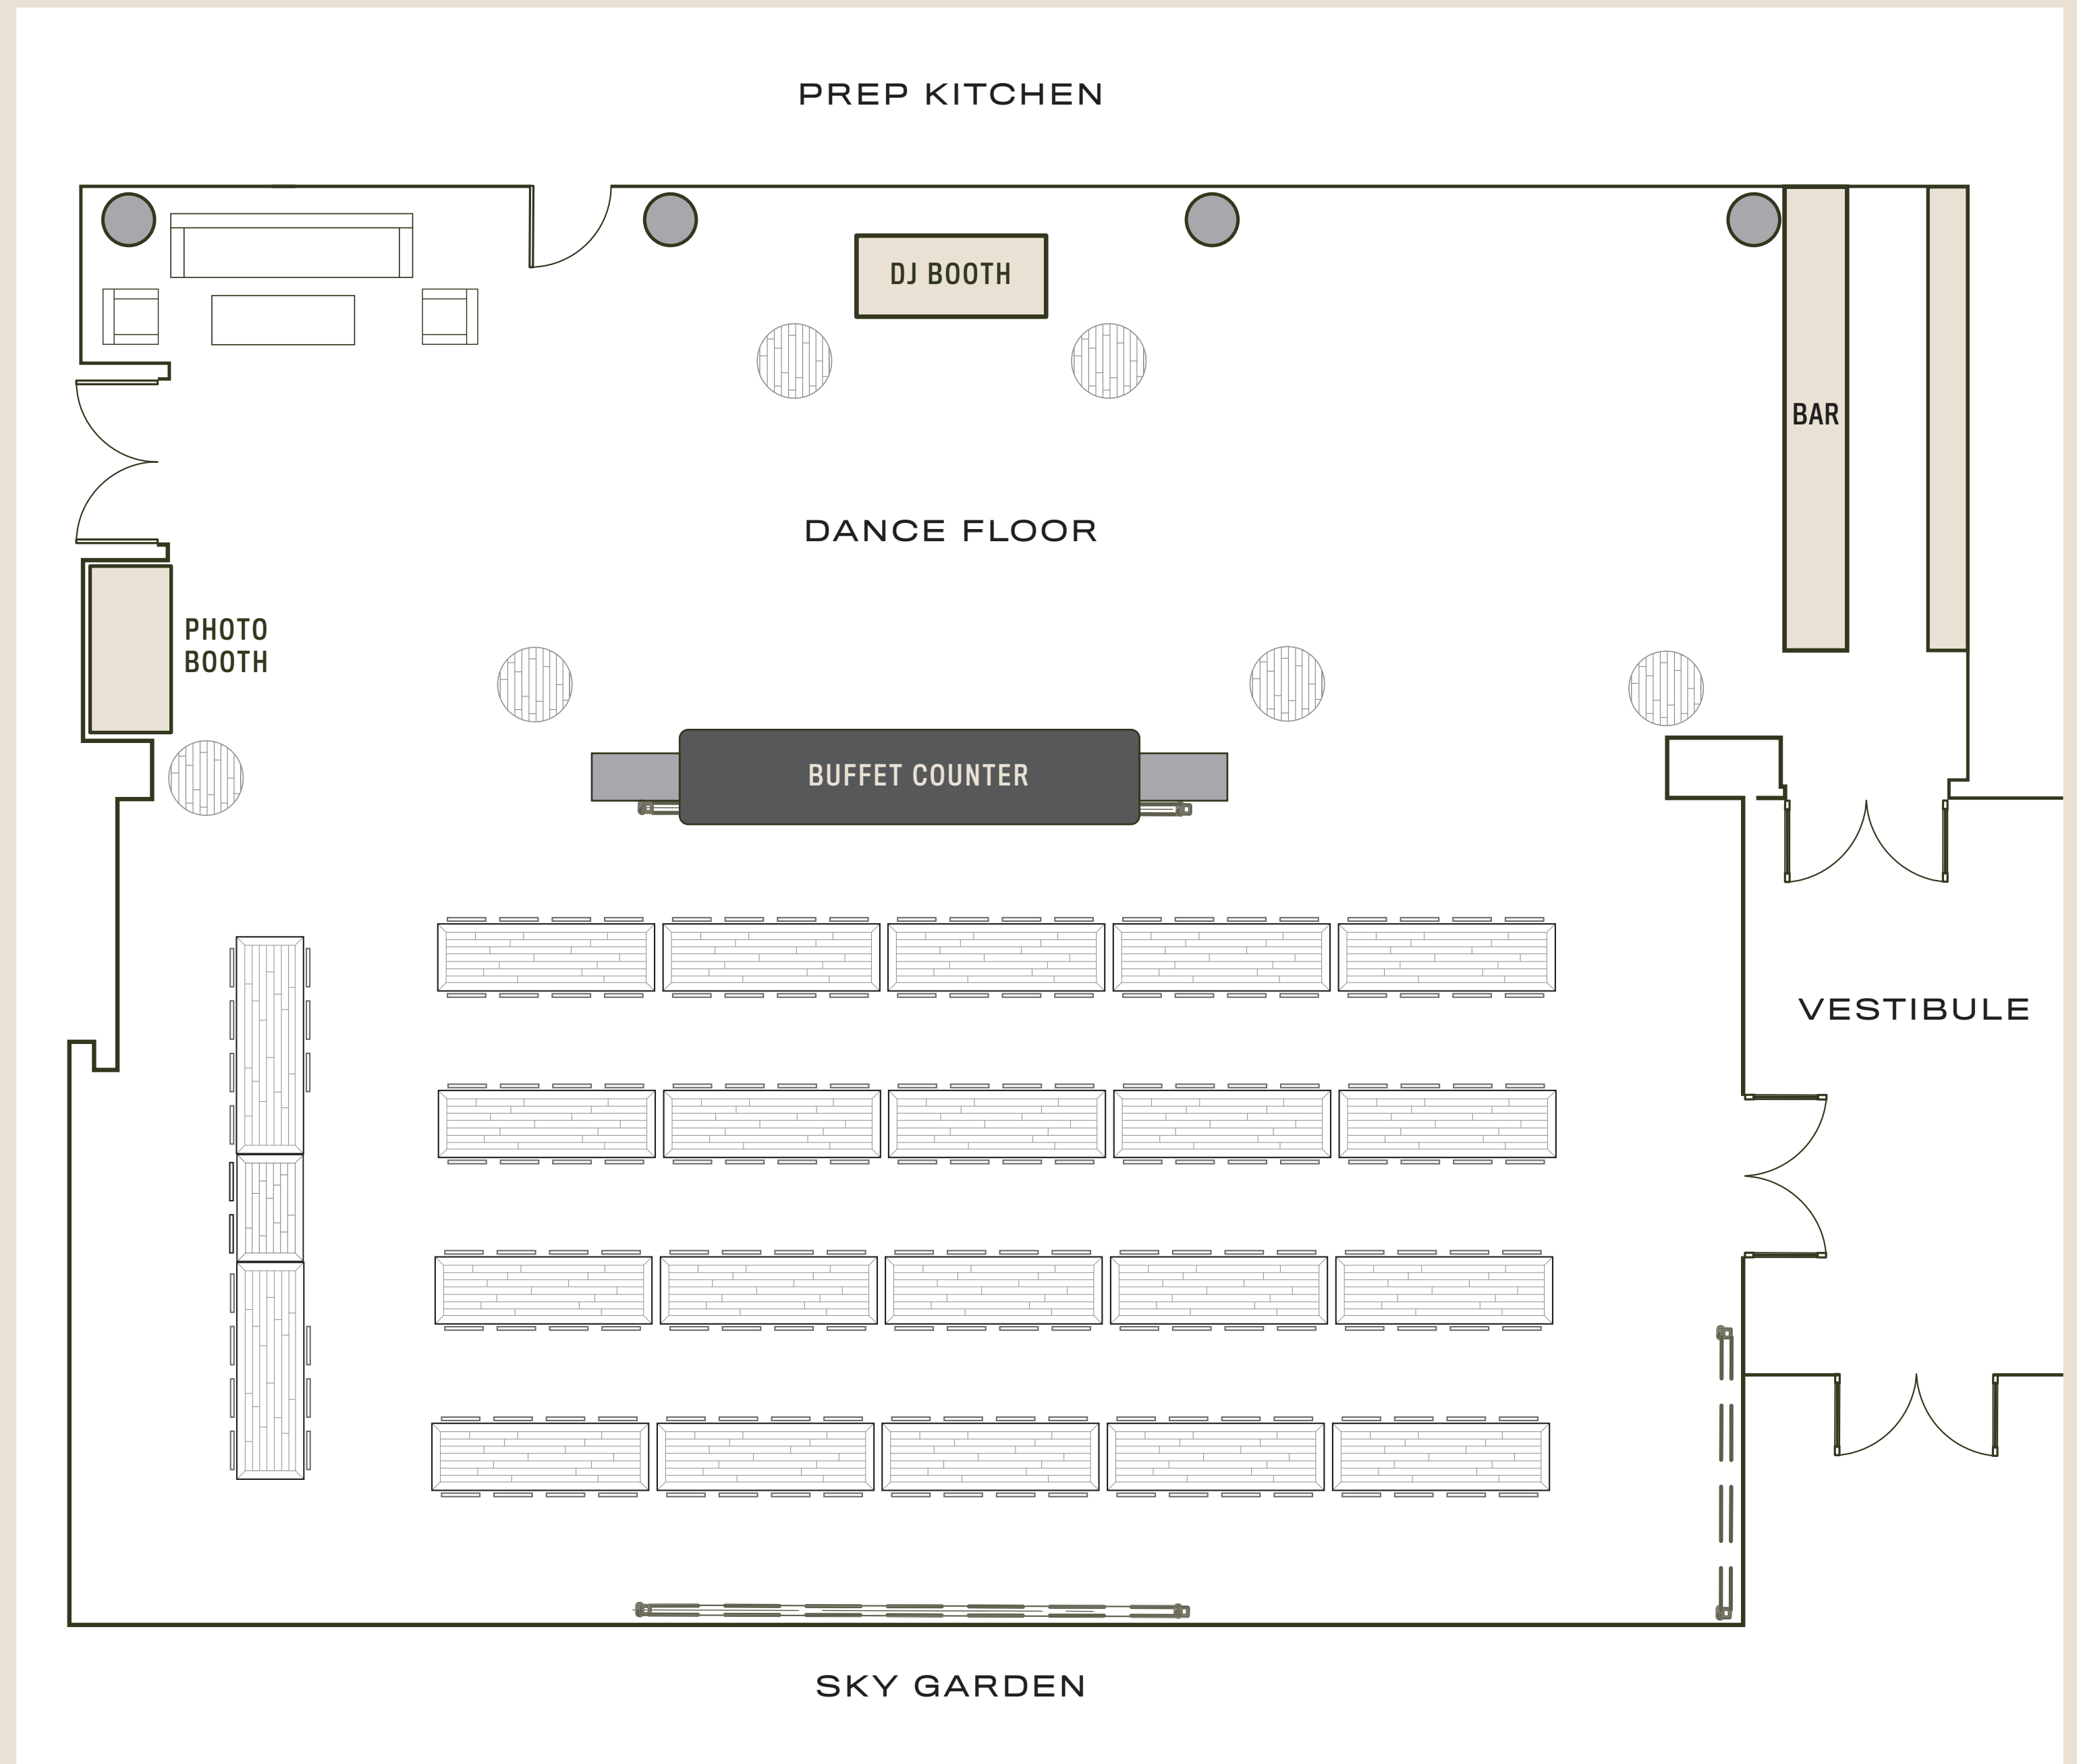 PREP KITCHEN
DJ BOOTH
BAR
DANCE FLOOR
PHOTO
BOOTH
BUFFET COUNTER
VESTIBULE
SKY GARDEN